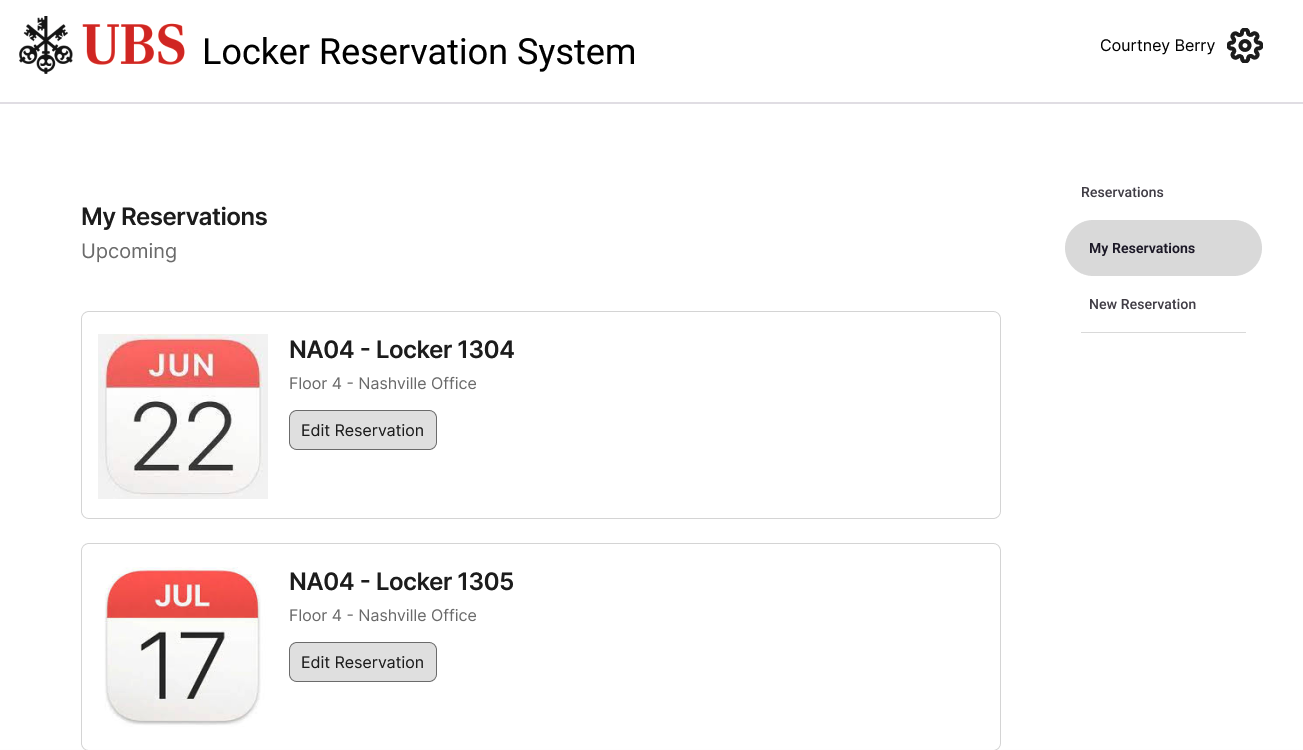 UBS Locker Reservation System
Courtney Berry
My Reservations
Upcoming
JUN
22
NA04 - Locker 1304
Floor 4 - Nashville Office
Edit Reservation
JUL
17
NA04 - Locker 1305
Floor 4 - Nashville Office
Edit Reservation
Reservations
My Reservations
New Reservation